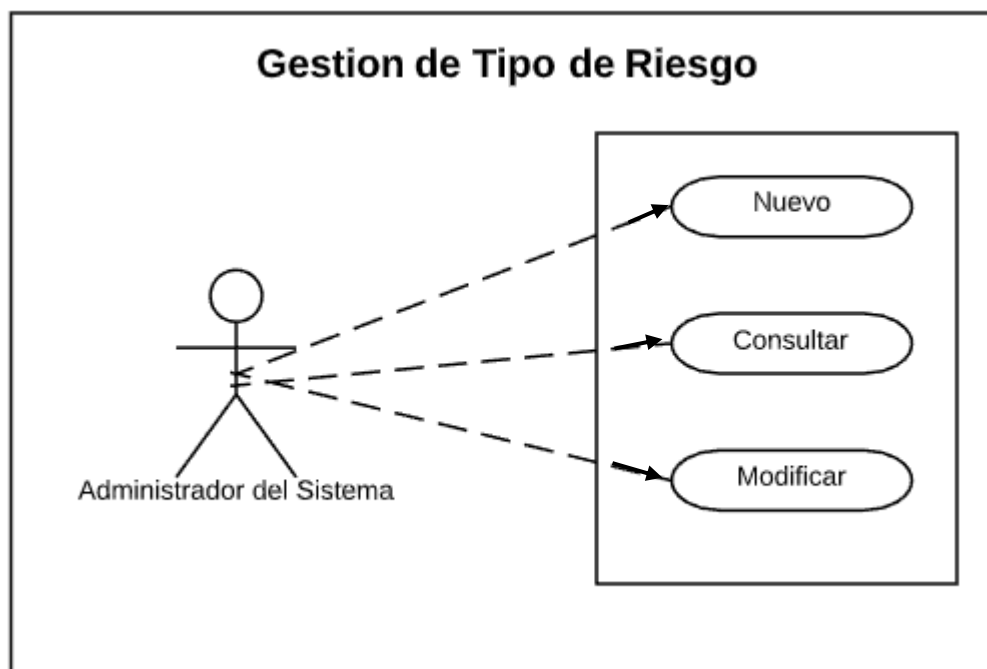 Gestion de Tipo de Riesgo
Nuevo
Consultar
Modificar
Administrador del Sistema